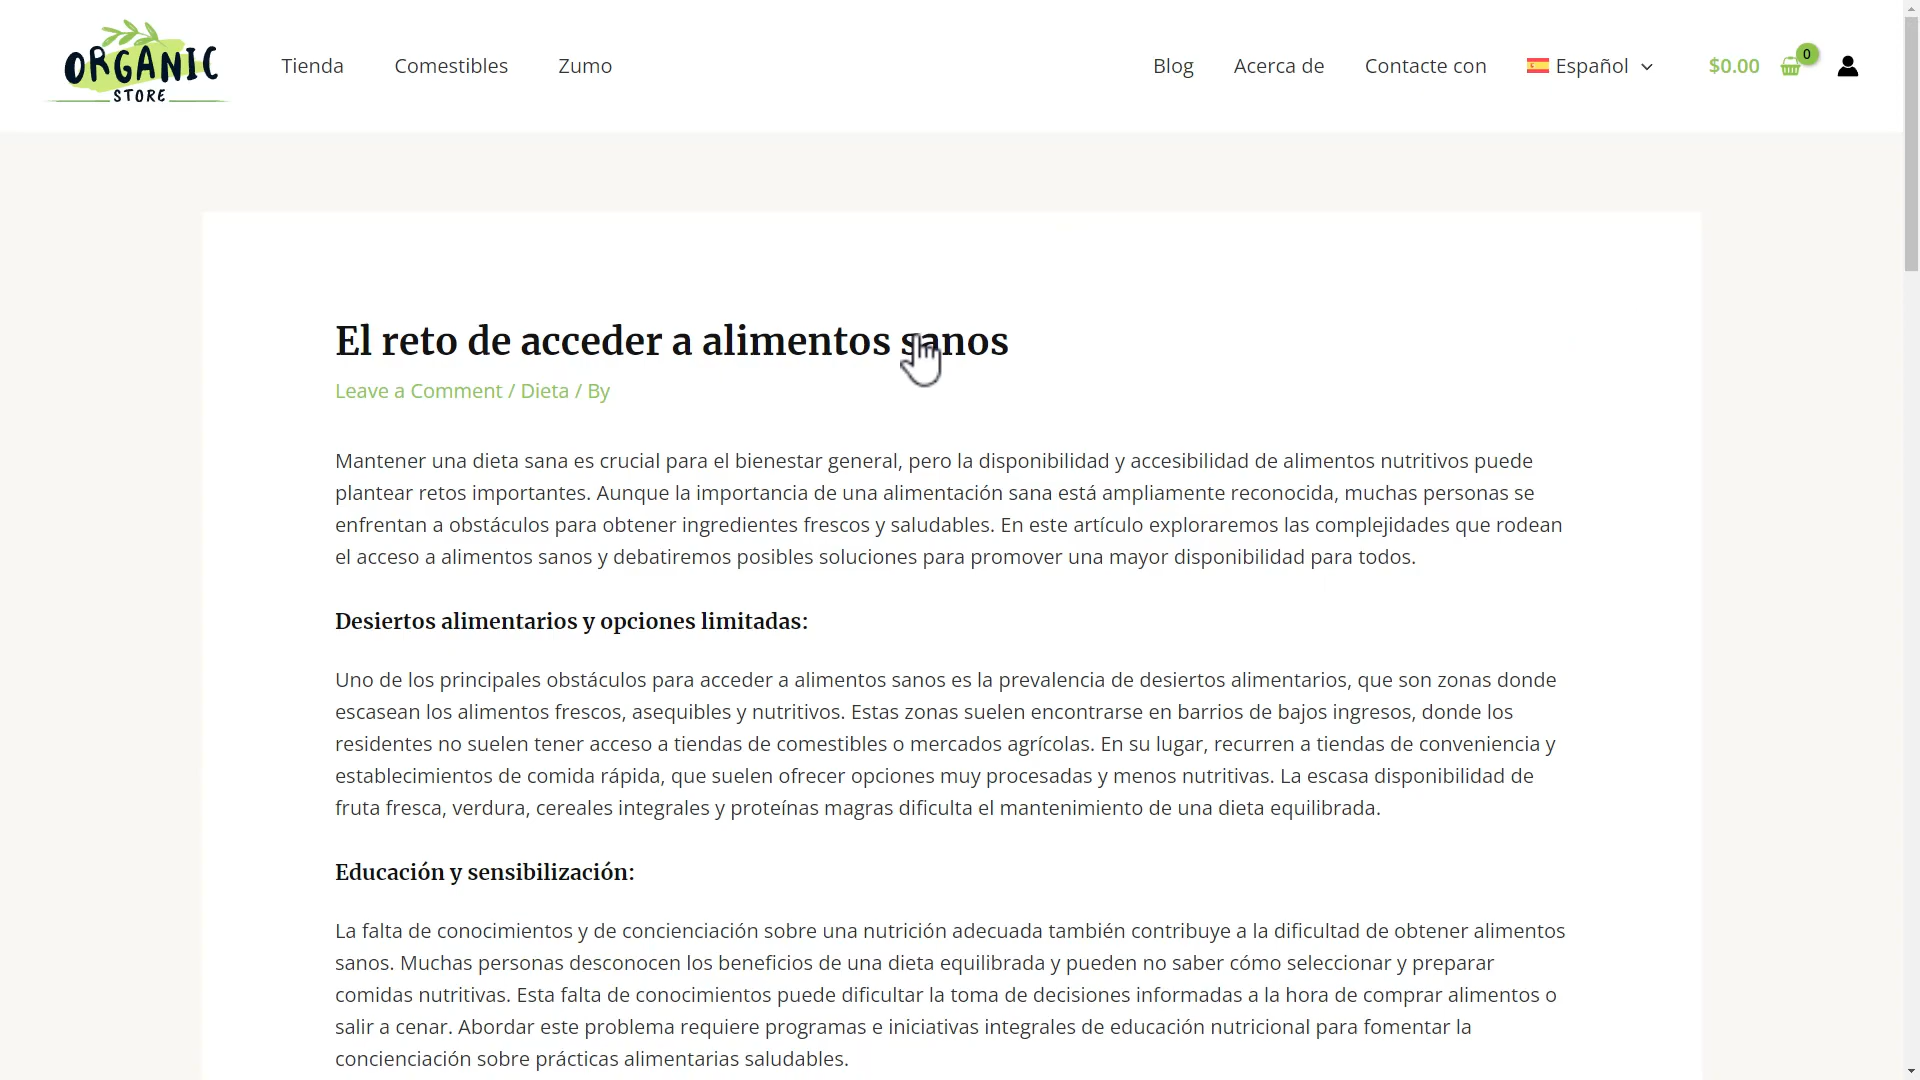 ORGANIC
STORE
Tienda
Comestibles
Zumo
Blog
Acerca de
Contacte con
Español
$0.00
0
El reto de acceder a alimentos sanos
Leave a Comment / Dieta / By
Mantener una dieta sana es crucial para el bienestar general, pero la disponibilidad y accesibilidad de alimentos nutritivos puede
plantear retos importantes. Aunque la importancia de una alimentación sana está ampliamente reconocida, muchas personas se
enfrentan a obstáculos para obtener ingredientes frescos y saludables. En este artículo exploraremos las complejidades que rodean
el acceso a alimentos sanos y debatiremos posibles soluciones para promover una mayor disponibilidad para todos.
Desiertos alimentarios y opciones limitadas:
Uno de los principales obstáculos para acceder a alimentos sanos es la prevalencia de desiertos alimentarios, que son zonas donde
escasean los alimentos frescos, asequibles y nutritivos. Estas zonas suelen encontrarse en barrios de bajos ingresos, donde los
residentes no suelen tener acceso a tiendas de comestibles o mercados agrícolas. En su lugar, recurren a tiendas de conveniencia y
establecimientos de comida rápida, que suelen ofrecer opciones muy procesadas y menos nutritivas. La escasa disponibilidad de
fruta fresca, verdura, cereales integrales y proteínas magras dificulta el mantenimiento de una dieta equilibrada.
Educación y sensibilización:
La falta de conocimientos y de concienciación sobre una nutrición adecuada también contribuye a la dificultad de obtener alimentos
sanos. Muchas personas desconocen los beneficios de una dieta equilibrada y pueden no saber cómo seleccionar y preparar
comidas nutritivas. Esta falta de conocimientos puede dificultar la toma de decisiones informadas a la hora de comprar alimentos o
salir a cenar. Abordar este problema requiere programas e iniciativas integrales de educación nutricional para fomentar la
concienciación sobre prácticas alimentarias saludables.